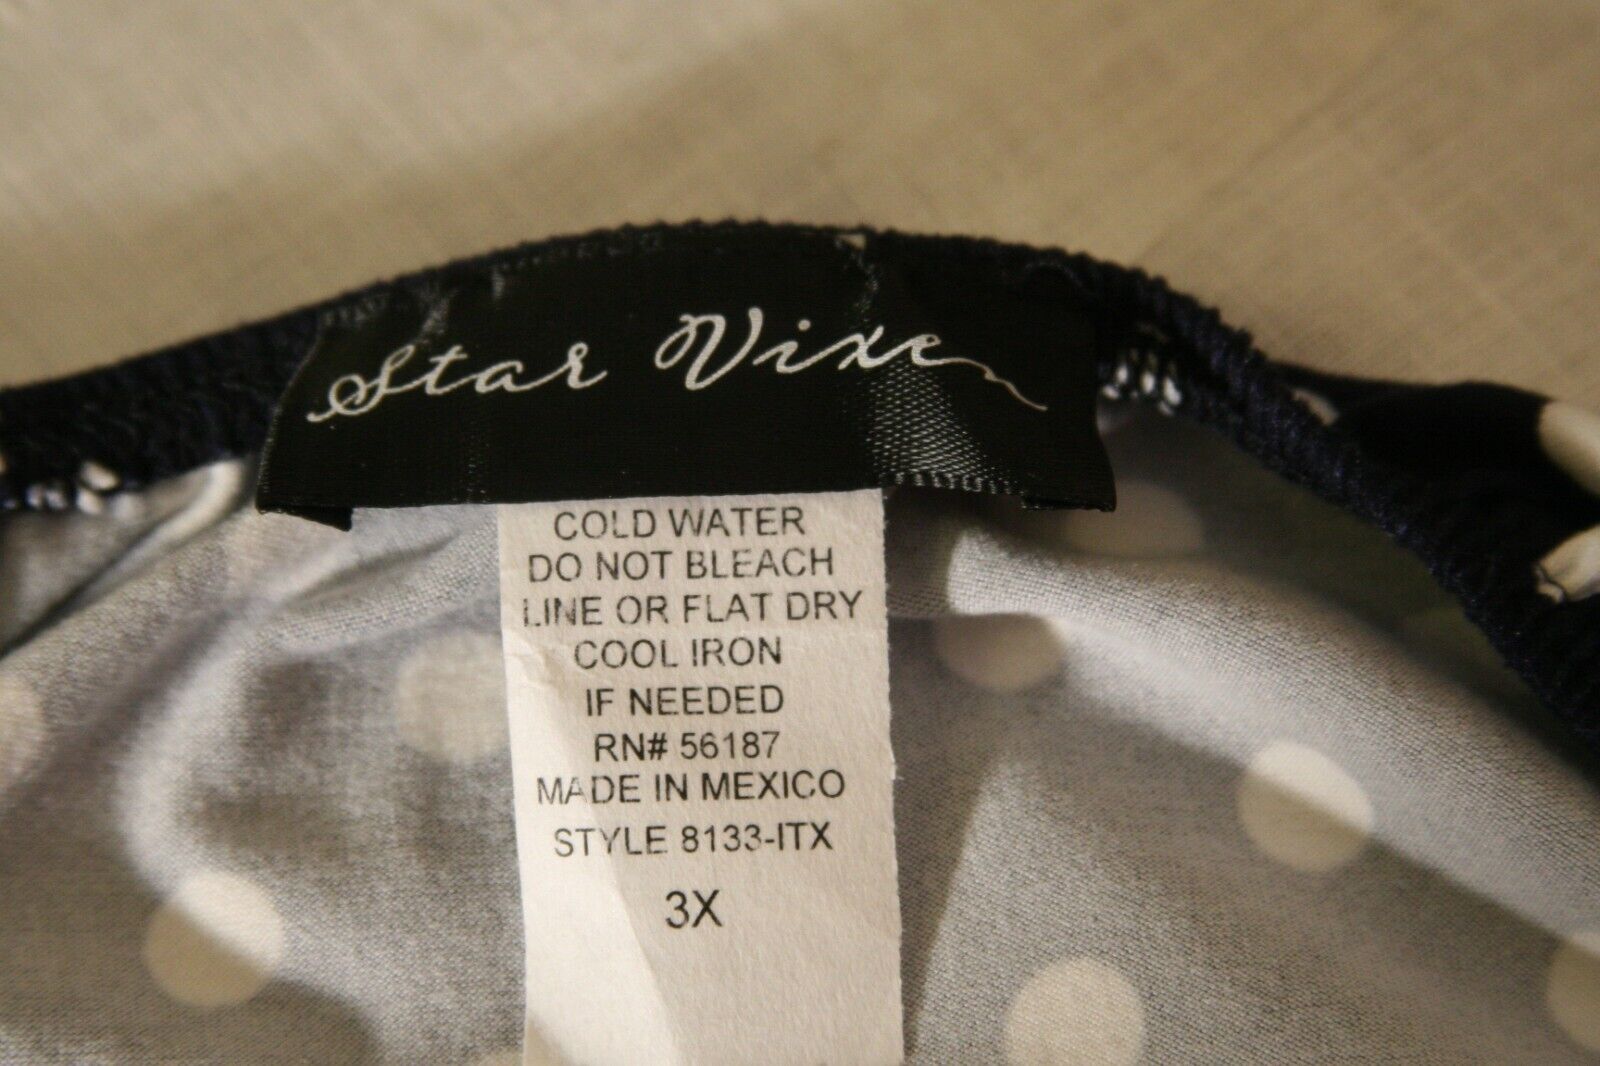 Star Vixen
COLD WATER
DO NOT BLEACH
LINE OR FLAT DRY
COOL IRON
IF NEEDED
RN# 56187
MADE IN MEXICO
STYLE 8133-ITX
3X